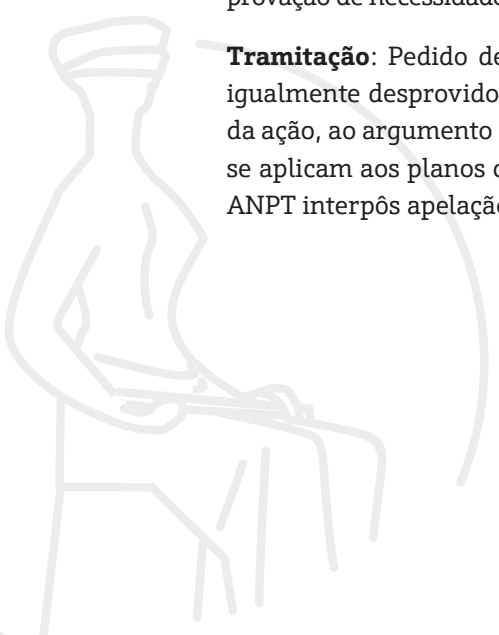 provação de necessidade
Tramitação: Pedido de
igualmente desprovido
da ação, ao argumento
se aplicam aos planos
ANPT interpôs apelação